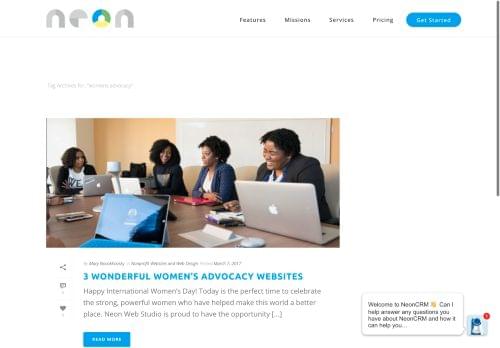 neon
Features Missions Services Pricing Get Started
Tag Archives for: "womens advocacy"
In Nonprofit Websites and Web Design Posted March 7, 2017
3 WONDERFUL WOMEN'S ADVOCACY WEBSITES
Happy International Women's Day! Today is the perfect time to celebrate
the strong, powerful women who have helped make this world a better
place. Neon Web Studio is proud to have the opportunity [...]
READ MORE
Welcome to NeonCRM 👋 Can I
help answer any questions you
have about NeonCRM and how it
can help you...
1